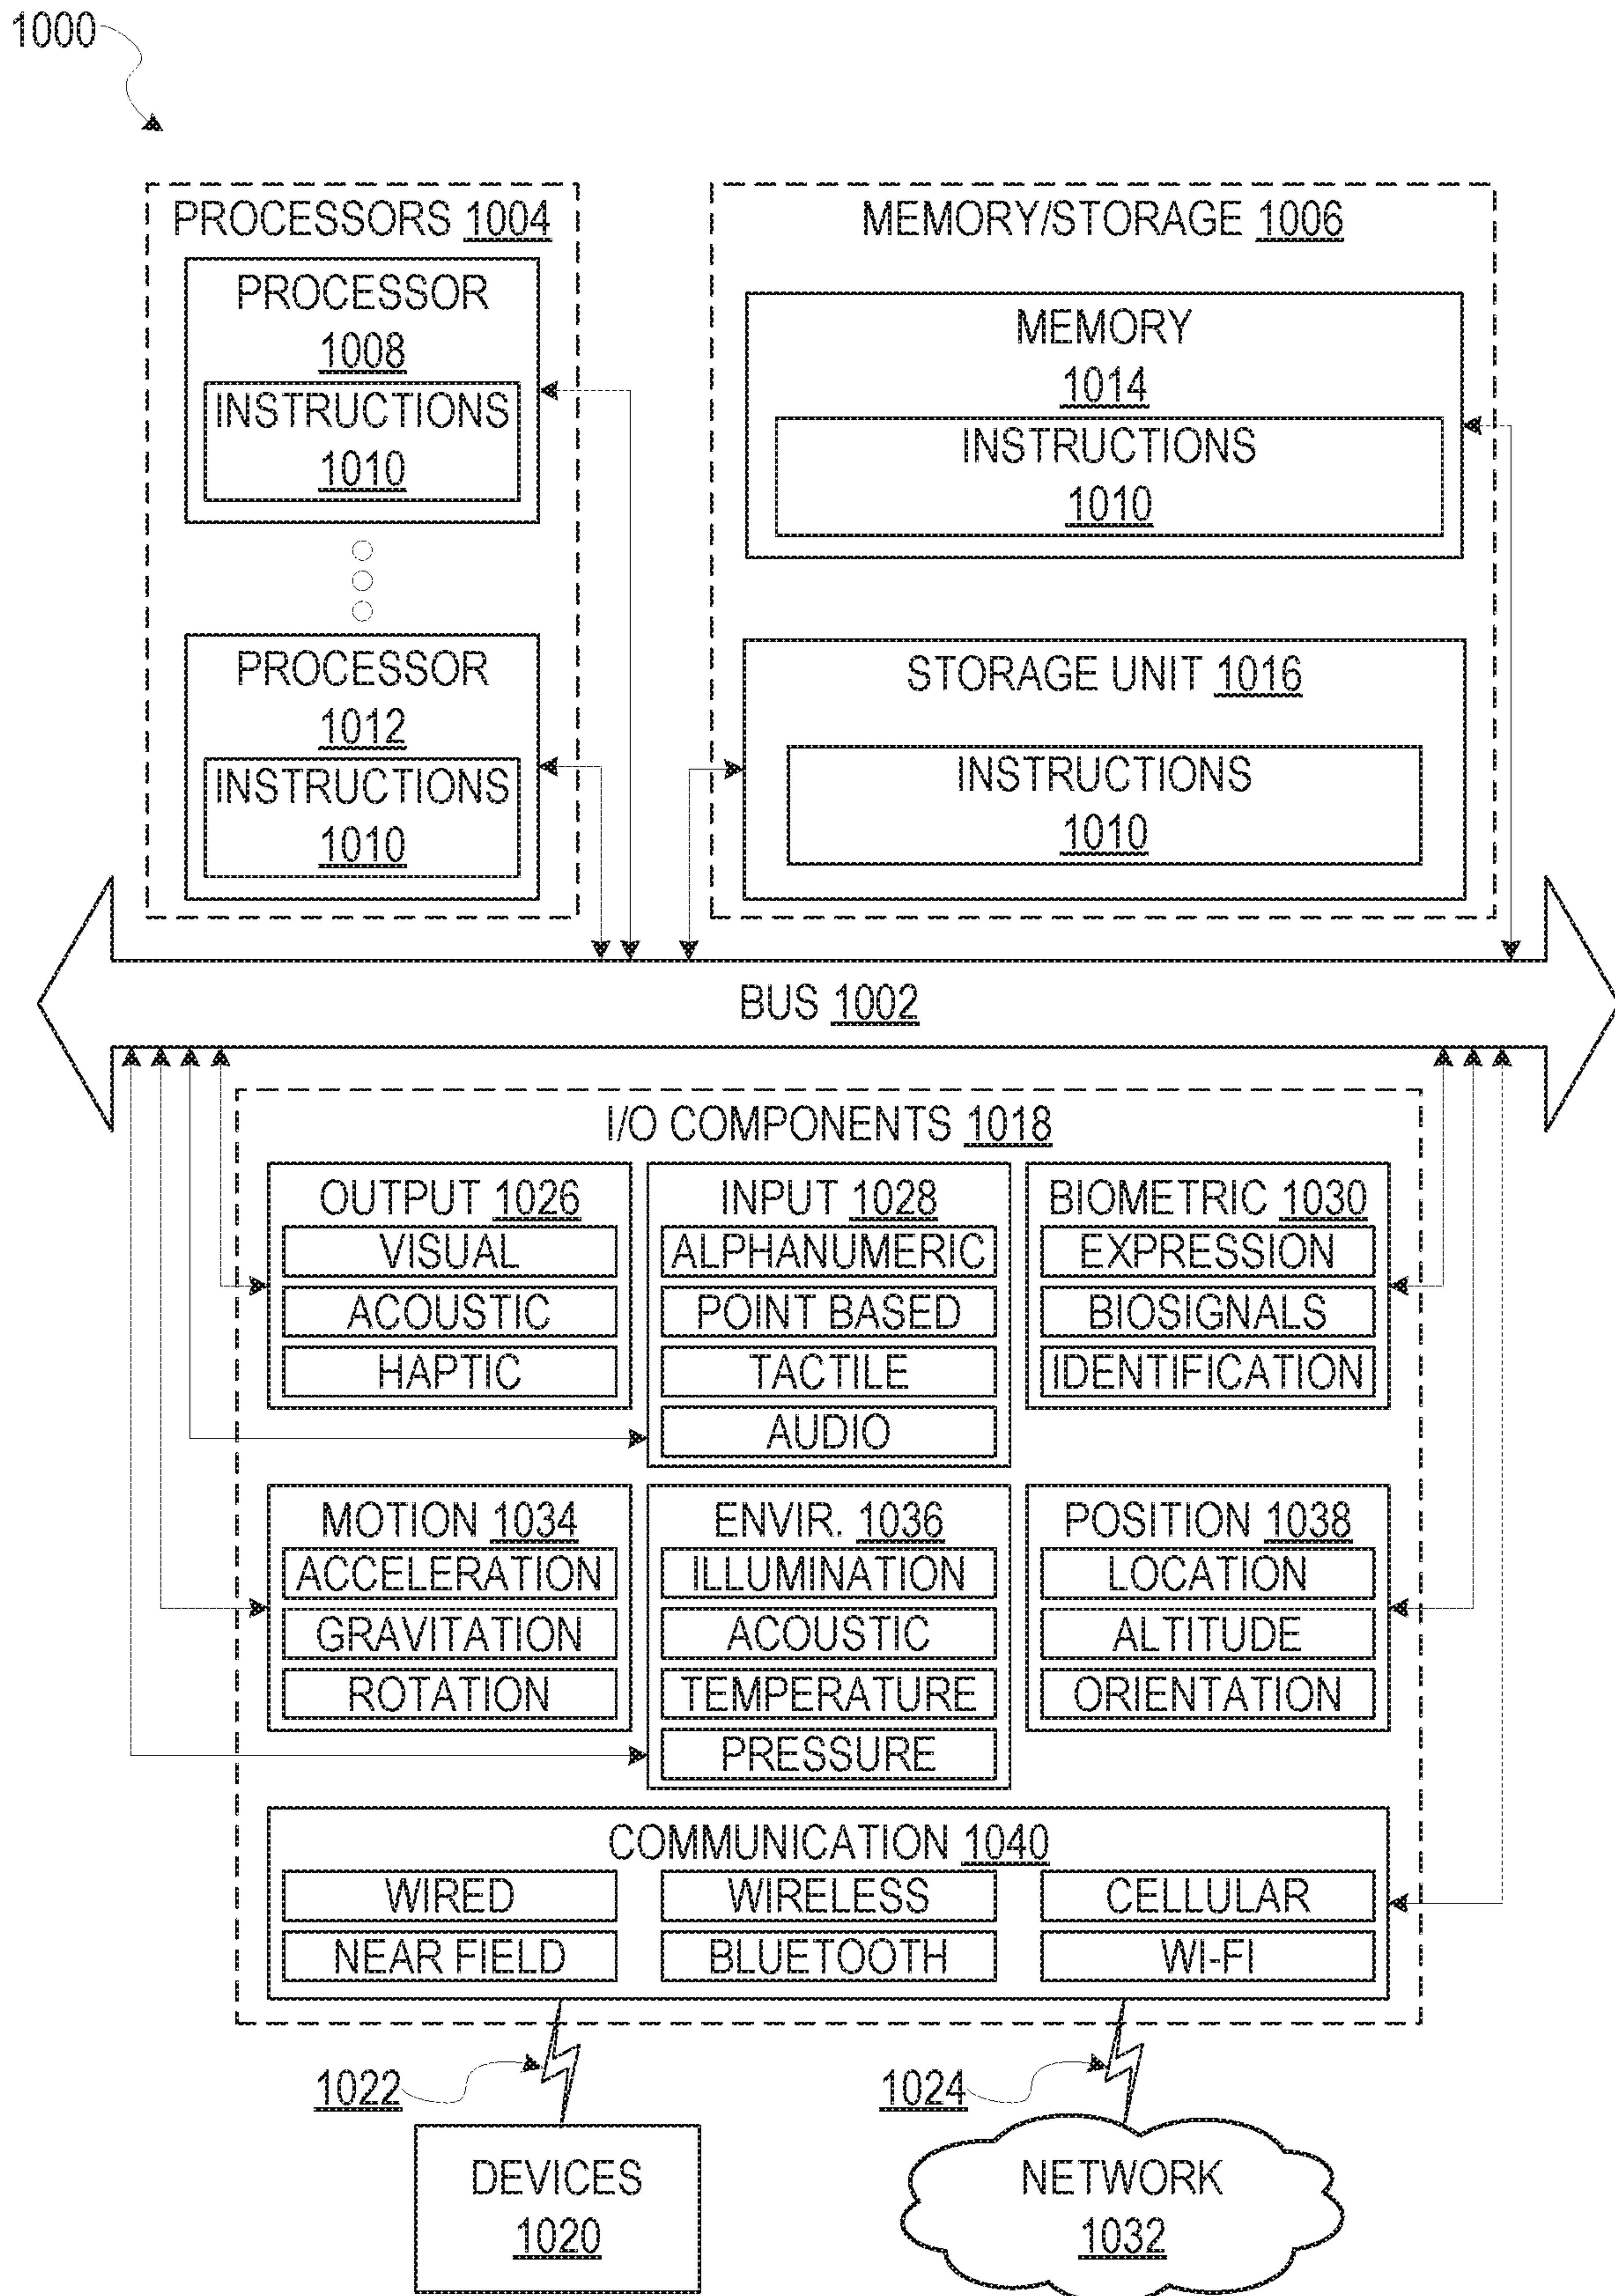 1000
PROCESSORS 1004
PROCESSOR
1008
INSTRUCTIONS
1010
PROCESSOR
1012
INSTRUCTIONS
1010
MEMORY/STORAGE 1006
MEMORY
1014
INSTRUCTIONS
1010
STORAGE UNIT 1016
INSTRUCTIONS
1010
BUS 1002
I/O COMPONENTS 1018
OUTPUT 1026
VISUAL
ACOUSTIC
HAPTIC
INPUT 1028
ALPHANUMERIC
POINT BASED
TACTILE
AUDIO
BIOMETRIC 1030
EXPRESSION
BIOSIGNALS
IDENTIFICATION
MOTION 1034
ACCELERATION
GRAVITATION
ROTATION
ENVIR. 1036
ILLUMINATION
ACOUSTIC
TEMPERATURE
PRESSURE
POSITION 1038
LOCATION
ALTITUDE
ORIENTATION
COMMUNICATION 1040
WIRED
WIRELESS
CELLULAR
NEAR FIELD
BLUETOOTH
WI-FI
1022
1024
DEVICES
1020
NETWORK
1032